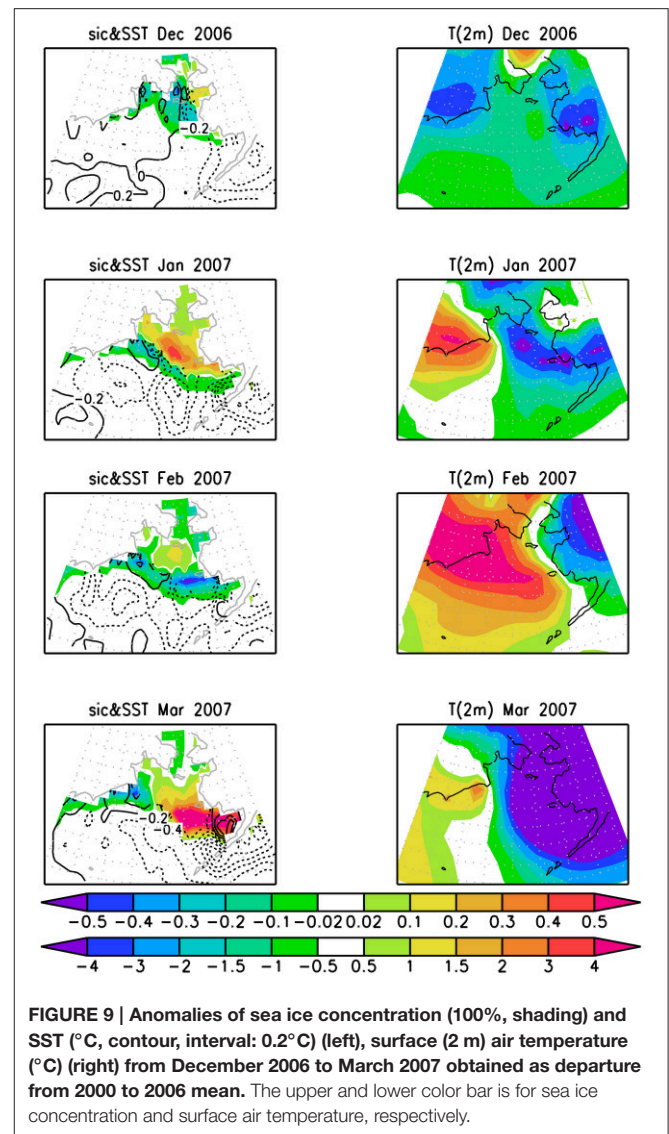 sic&SST Dec 2006
T(2m) Dec 2006
0
-0.2
0
0.2
sic&SST Jan 2007
T(2m) Jan 2007
-0.2
sic&SST Feb 2007
T(2m) Feb 2007
sic&SST Mar 2007
T(2m) Mar 2007
-0.2
-0.4
-0.5 -0.4 -0.3 -0.2 -0.1 -0.02 0.02 0.1 0.2 0.3 0.4 0.5
-4 -3 -2 -1.5 -1 -0.5 0.5 1 1.5 2 3 4
FIGURE 9 | Anomalies of sea ice concentration (100%, shading) and
SST (°C, contour, interval: 0.2°C) (left), surface (2 m) air temperature
(°C) (right) from December 2006 to March 2007 obtained as departure
from 2000 to 2006 mean. The upper and lower color bar is for sea ice
concentration and surface air temperature, respectively.